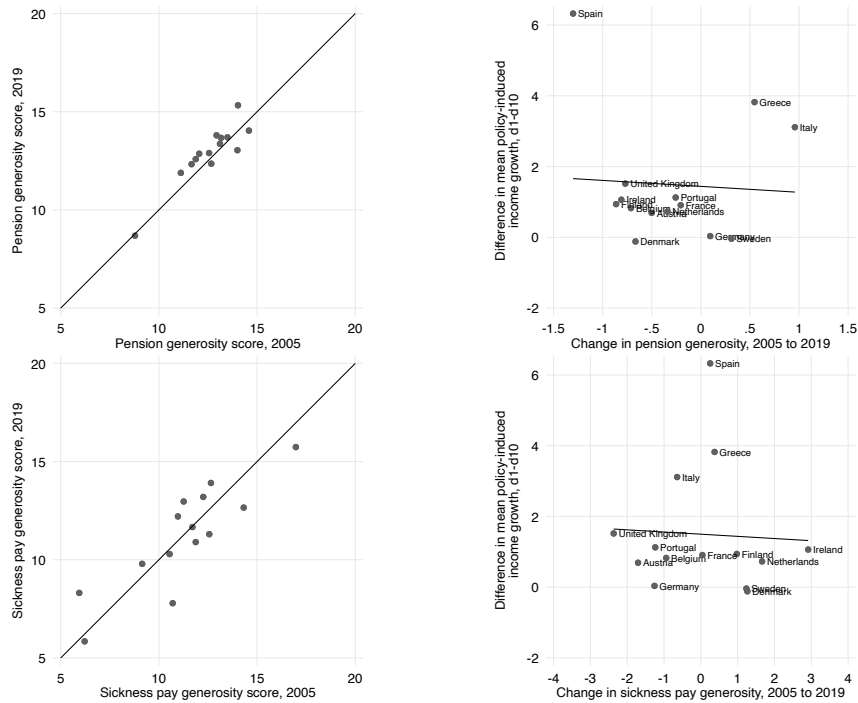 Pension generosity score, 2019
20
15
10
5
5
10
15
20
Pension generosity score, 2005
Difference in mean policy-induced
income growth, d1-d10
6
4
2
0
-2
Spain
Greece
Italy
United Kingdom
Ireland
Portugal
Finland
Belgium
France
Netherlands
Austria
Germany
Sweden
Denmark
-1.5
-1
-.5
0
.5
1
1.5
Change in pension generosity, 2005 to 2019
Sickness pay generosity score, 2019
20
15
10
5
5
10
15
20
Sickness pay generosity score, 2005
Difference in mean policy-induced
income growth, d1-d10
6
4
2
0
-2
Spain
Greece
Italy
United Kingdom
Portugal
Ireland
Belgium
France
Finland
Austria
Netherlands
Germany
Sweden
Denmark
-4
-3
-2
-1
0
1
2
3
4
Change in sickness pay generosity, 2005 to 2019